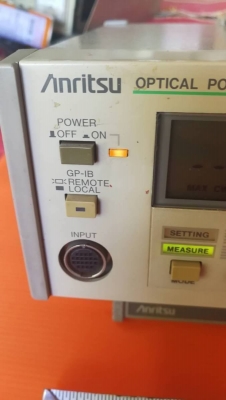 Anritsu OPTICAL PO
POWER
OFF ON
GP-IB
REMOTE
LOCAL
INPUT
SETTING
MEASURE
Anritsu